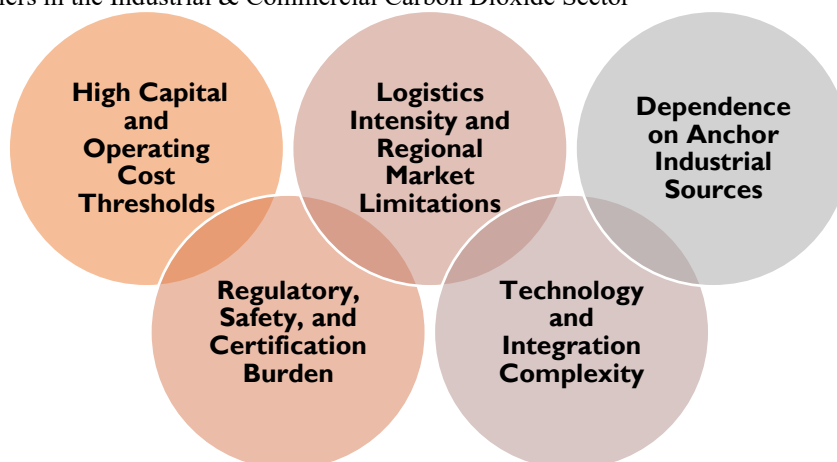 in the Industrial & Commercial Carbon Dioxide Sector
High Capital
and
Operating
Cost
Thresholds
Logistics
Intensity and
Regional
Market
Limitations
Dependence
on Anchor
Industrial
Sources
Regulatory,
Safety, and
Certification
Burden
Technology
and
Integration
Complexity